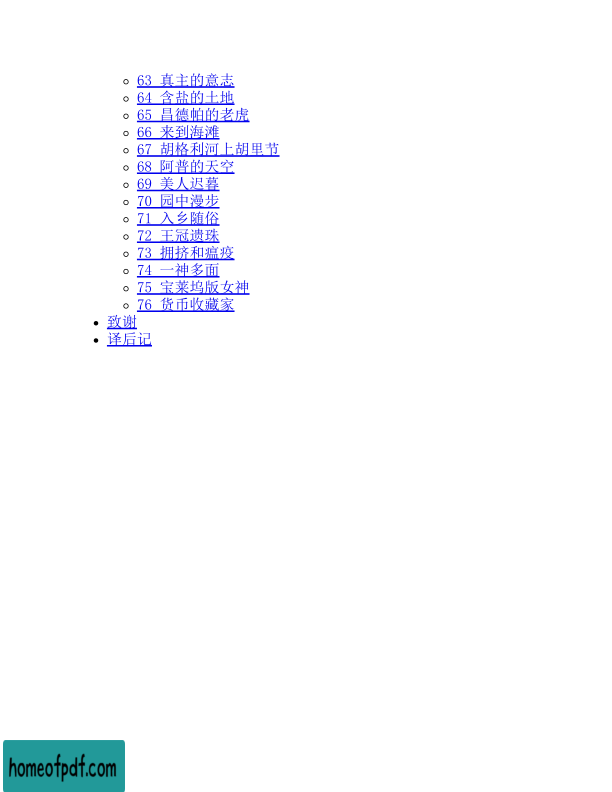 63 真主的意志
64 含盐的土地
65 昌德帕的老虎
66 来到海滩
67 胡格利河上胡里节
68 阿普的天空
69 美人迟暮
70 园中漫步
71 入乡随俗
72 王冠遗珠
73 拥挤和瘟疫
74 一神多面
75 宝莱坞版女神
76 货币收藏家
致谢
译后记
homeofpdf.com